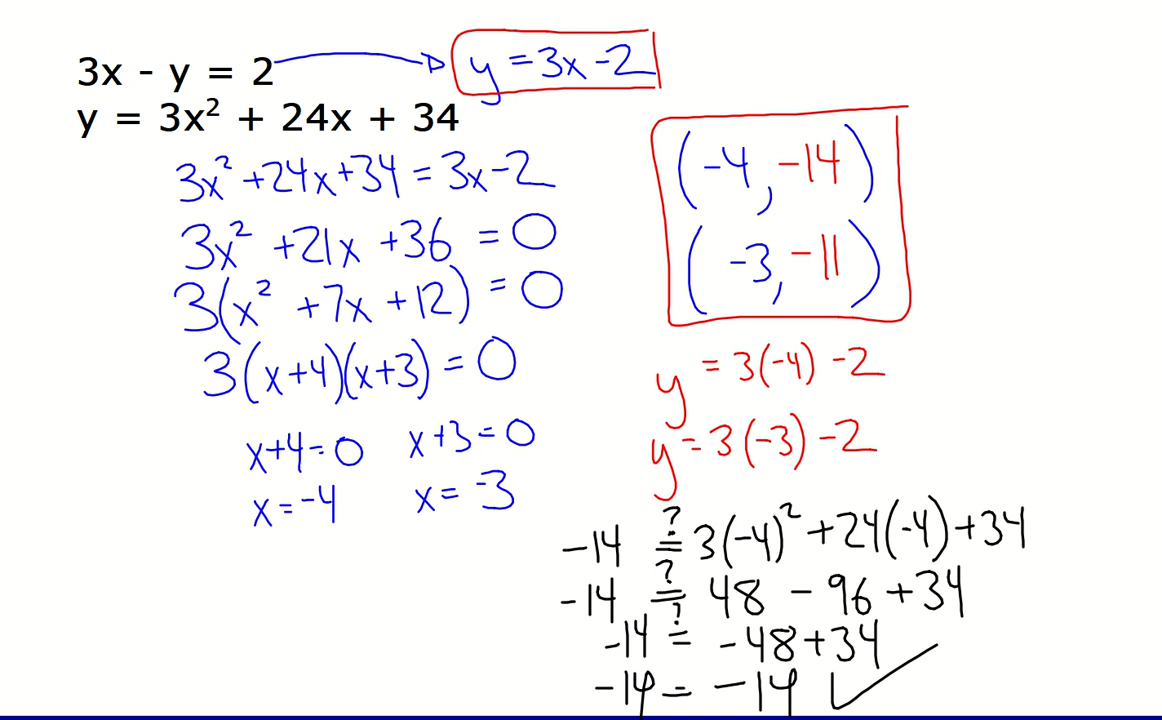 3x - y = 2
y = 3x - 2
y = 3x² + 24x + 34
3x² + 24x + 34 = 3x - 2
3x² + 21x + 36 = 0
3(x² + 7x + 12) = 0
3(x+4)(x+3) = 0
x+4=0 x+3=0
x=-4 x=-3
(-4, -14)
(-3, -11)
y = 3(-4) - 2
y = 3(-3) - 2
-14 ≟ 3(-4)² + 24(-4) + 34
-14 ≟ 48 - 96 + 34
-14 ≟ -48 + 34
-14 = -14 ✓